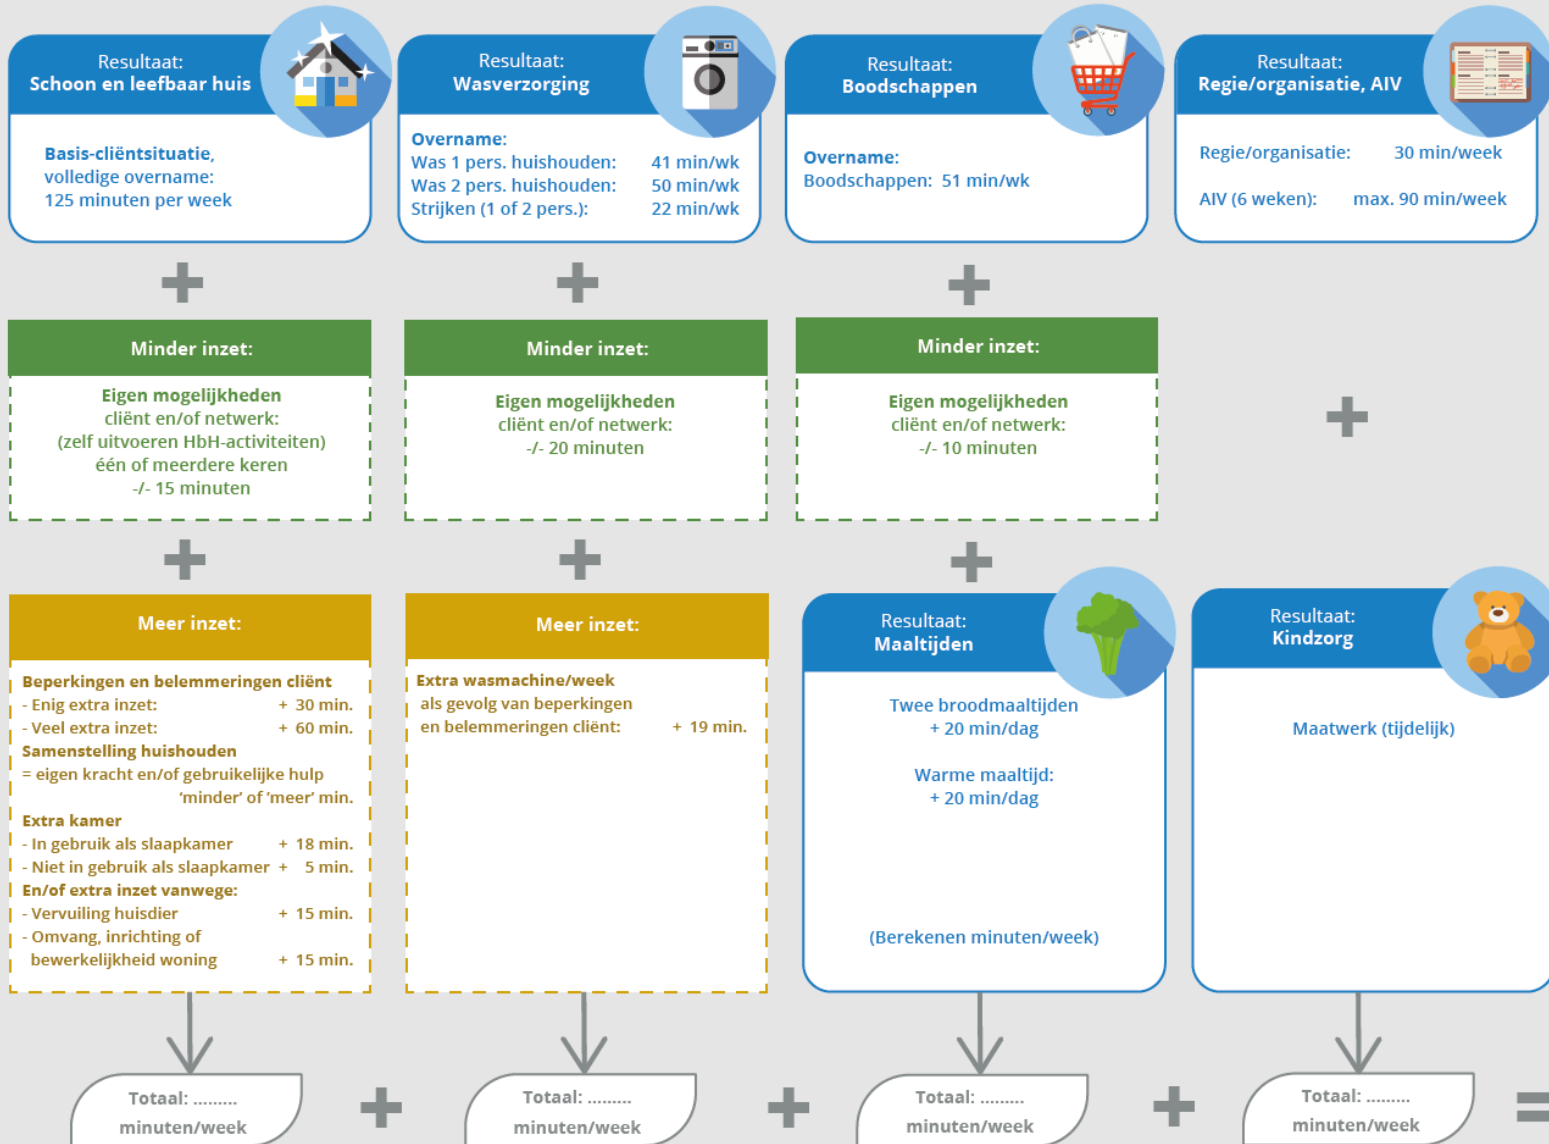 Resultaat:
Schoon en leefbaar huis
Basis-cliëntsituatie,
volledige overname:
125 minuten per week
Resultaat:
Wasverzorging
Overname:
Was 1 pers. huishouden: 41 min/wk
Was 2 pers. huishouden: 50 min/wk
Strijken (1 of 2 pers.): 22 min/wk
Resultaat:
Boodschappen
Overname:
Boodschappen: 51 min/wk
Resultaat:
Regie/organisatie, AIV
Regie/organisatie: 30 min/week
AIV (6 weken): max. 90 min/week
+
+
+
Minder inzet:
Eigen mogelijkheden
cliënt en/of netwerk:
(zelf uitvoeren HbH-activiteiten)
één of meerdere keren
-/- 15 minuten
Minder inzet:
Eigen mogelijkheden
cliënt en/of netwerk:
-/- 20 minuten
Minder inzet:
Eigen mogelijkheden
cliënt en/of netwerk:
-/- 10 minuten
+
+
+
+
Meer inzet:
Beperkingen en belemmeringen cliënt
- Enig extra inzet: + 30 min.
- Veel extra inzet: + 60 min.
Samenstelling huishouden
= eigen kracht en/of gebruikelijke hulp
‘minder’ of ‘meer’ min.
Extra kamer
- In gebruik als slaapkamer + 18 min.
- Niet in gebruik als slaapkamer + 5 min.
En/of extra inzet vanwege:
- Vervuiling huisdier + 15 min.
- Omvang, inrichting of
bewerkelijkheid woning + 15 min.
Meer inzet:
Extra wasmachine/week
als gevolg van beperkingen
en belemmeringen cliënt: + 19 min.
Resultaat:
Maaltijden
Twee broodmaaltijden
+ 20 min/dag
Warme maaltijd:
+ 20 min/dag
(Berekenen minuten/week)
Resultaat:
Kindzorg
Maatwerk (tijdelijk)
Totaal: .........
minuten/week
+
Totaal: .........
minuten/week
+
Totaal: .........
minuten/week
+
Totaal: .........
minuten/week
=